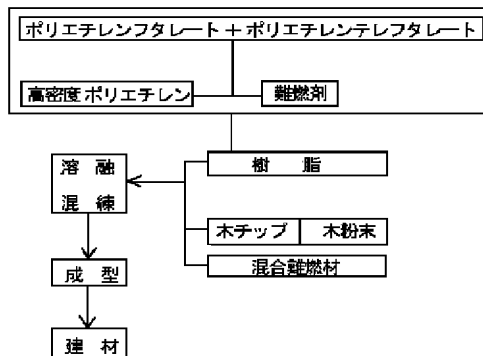 ポリエチレンフタレート＋ポリエチレンテレフタレート
高密度ポリエチレン 難燃剤
樹 脂
溶 融
混 練
木チップ 木粉末
混合難燃材
成 型
建 材